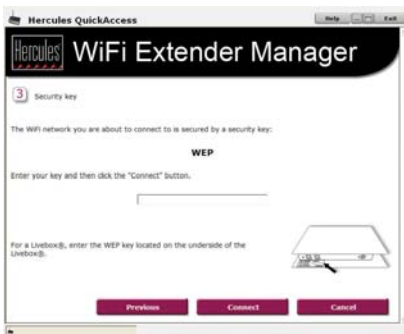 Hercules QuickAccess
Help
Exit
Hercules
WiFi Extender Manager
3 Security key
The WiFi network you are about to connect to is secured by a security key:
WEP
Enter your key and then click the "Connect" button.
For a Livebox®, enter the WEP key located on the underside of the
Livebox®.
Previous
Connect
Cancel